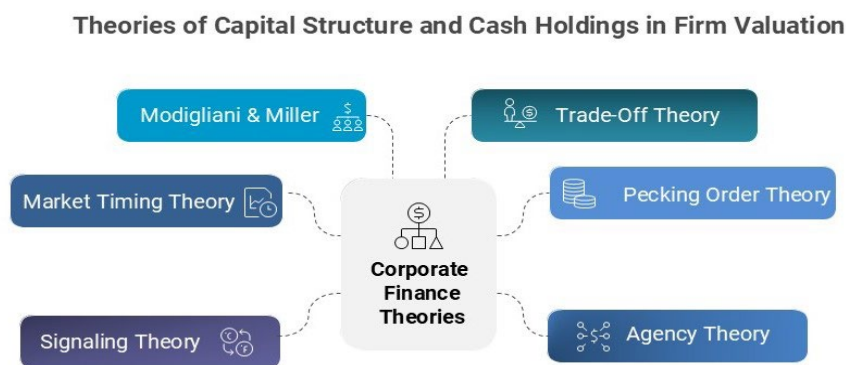 Theories of Capital Structure and Cash Holdings in Firm Valuation
Modigliani & Miller
Trade-Off Theory
Market Timing Theory
Pecking Order Theory
Corporate
Finance
Theories
Signaling Theory
Agency Theory